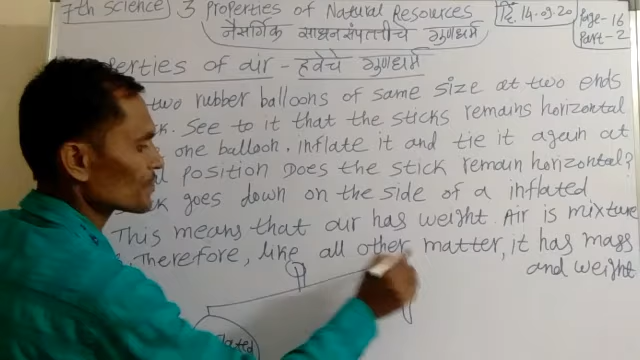 7th Science
3 Properties of Natural Resources
नैसर्गिक साधनसंपत्तीचे गुणधर्म
दि. 14.09.20
Page-16
Part-2
of air - हवेचे गुणधर्म
two rubber balloons of same size at two ends
See to it that the sticks remains horizontal
one balloon, inflate it and tie it again at
position Does the stick remain horizontal?
goes down on the side of a inflated
This means that air has weight. Air is mixture
Therefore, like all other matter, it has mass
and weight